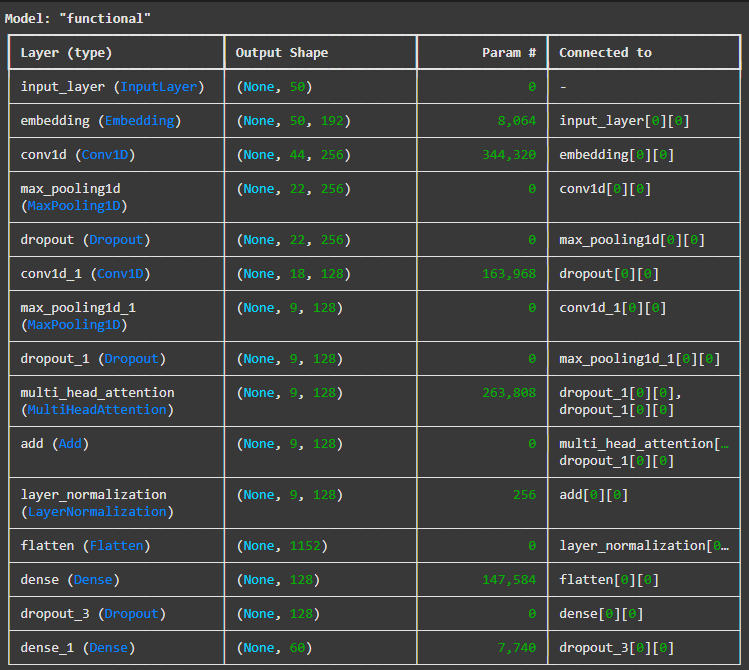 Model: "functional"
Layer (type) Output Shape Param # Connected to
input_layer (InputLayer) (None, 50) 0 -
embedding (Embedding) (None, 50, 192) 8,064 input_layer[0][0]
conv1d (Conv1D) (None, 44, 256) 344,320 embedding[0][0]
max_pooling1d (None, 22, 256) 0 conv1d[0][0]
(MaxPooling1D)
dropout (Dropout) (None, 22, 256) 0 max_pooling1d[0][0]
conv1d_1 (Conv1D) (None, 18, 128) 163,968 dropout[0][0]
max_pooling1d_1 (None, 9, 128) 0 conv1d_1[0][0]
(MaxPooling1D)
dropout_1 (Dropout) (None, 9, 128) 0 max_pooling1d_1[0][0]
multi_head_attention (None, 9, 128) 263,808 dropout_1[0][0],
(MultiHeadAttention) dropout_1[0][0]
add (Add) (None, 9, 128) 0 multi_head_attention[…
dropout_1[0][0]
layer_normalization (None, 9, 128) 256 add[0][0]
(LayerNormalization)
flatten (Flatten) (None, 1152) 0 layer_normalization[0…
dense (Dense) (None, 128) 147,584 flatten[0][0]
dropout_3 (Dropout) (None, 128) 0 dense[0][0]
dense_1 (Dense) (None, 60) 7,740 dropout_3[0][0]